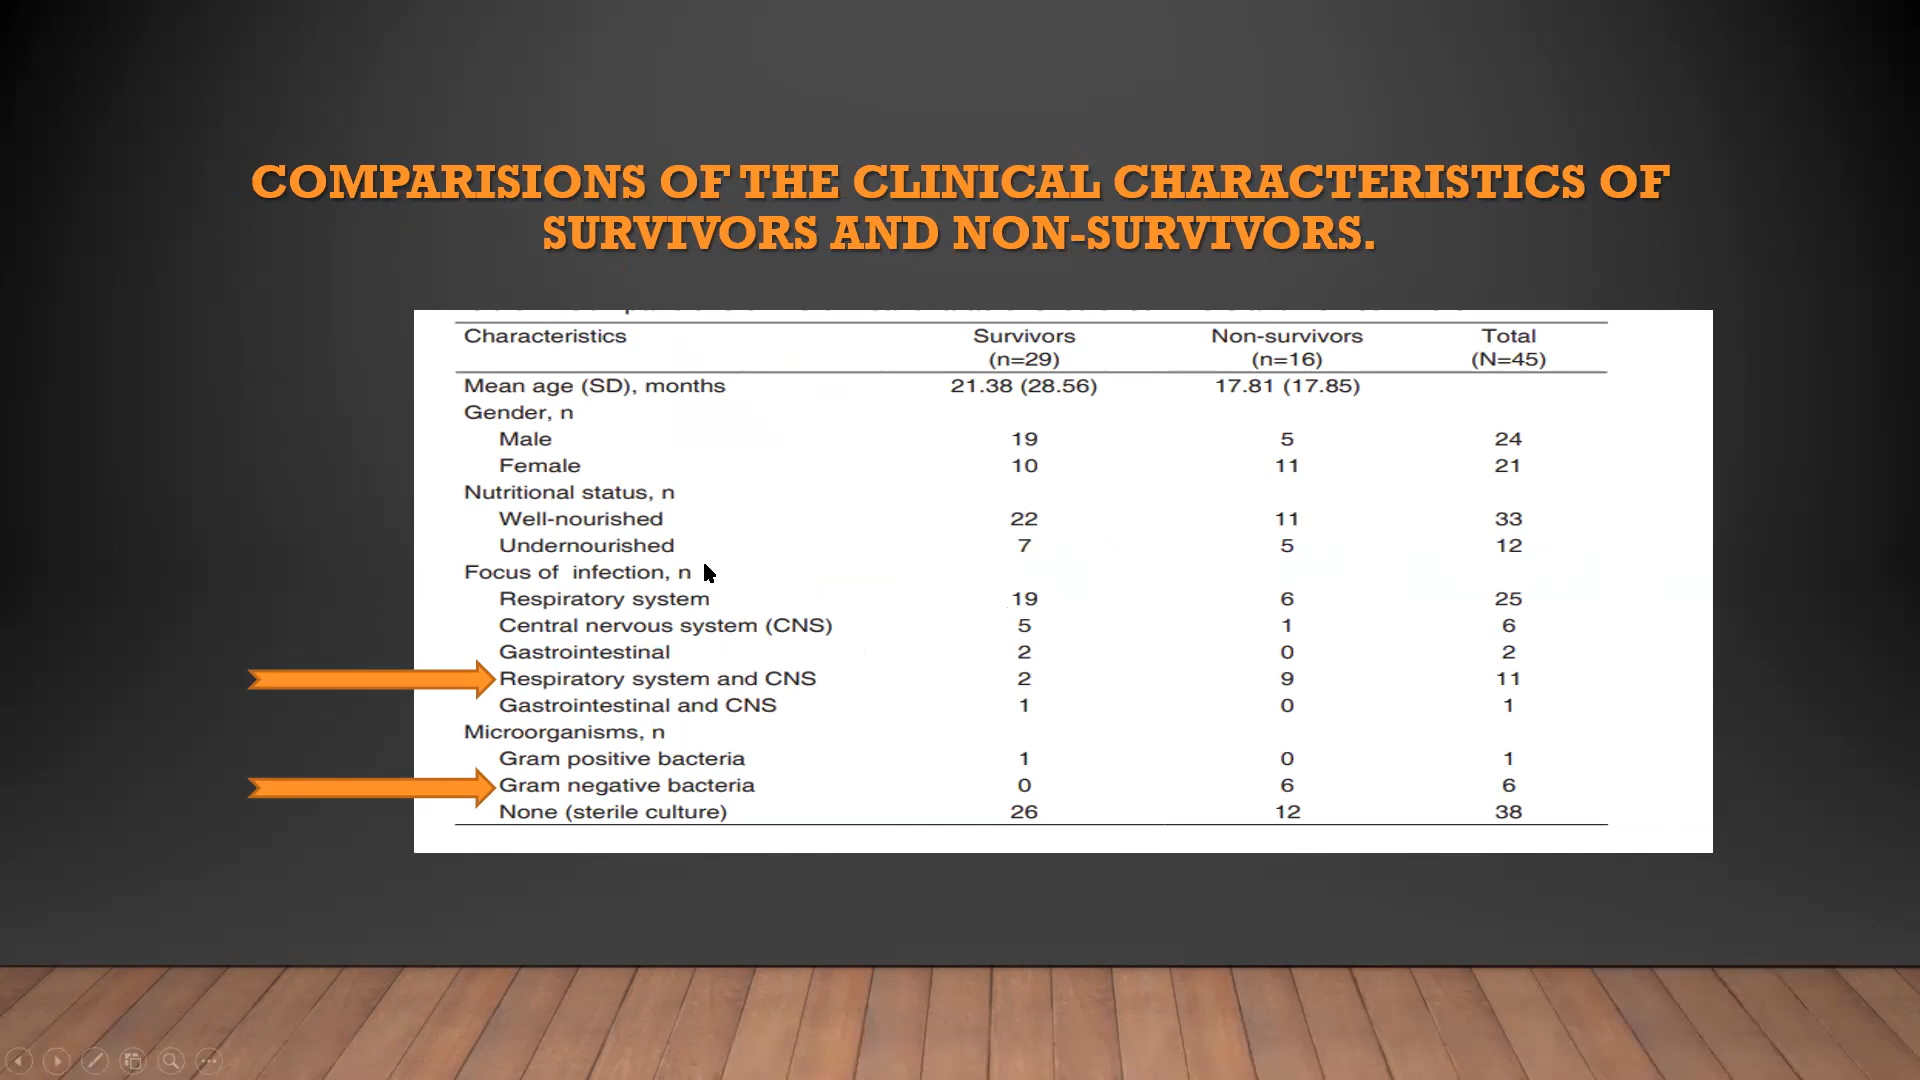 COMPARISIONS OF THE CLINICAL CHARACTERISTICS OF
SURVIVORS AND NON-SURVIVORS.
Characteristics Survivors Non-survivors Total
(n=29) (n=16) (N=45)
Mean age (SD), months 21.38 (28.56) 17.81 (17.85)
Gender, n
Male 19 5 24
Female 10 11 21
Nutritional status, n
Well-nourished 22 11 33
Undernourished 7 5 12
Focus of infection, n
Respiratory system 19 6 25
Central nervous system (CNS) 5 1 6
Gastrointestinal 2 0 2
Respiratory system and CNS 2 9 11
Gastrointestinal and CNS 1 0 1
Microorganisms, n
Gram positive bacteria 1 0 1
Gram negative bacteria 0 6 6
None (sterile culture) 26 12 38